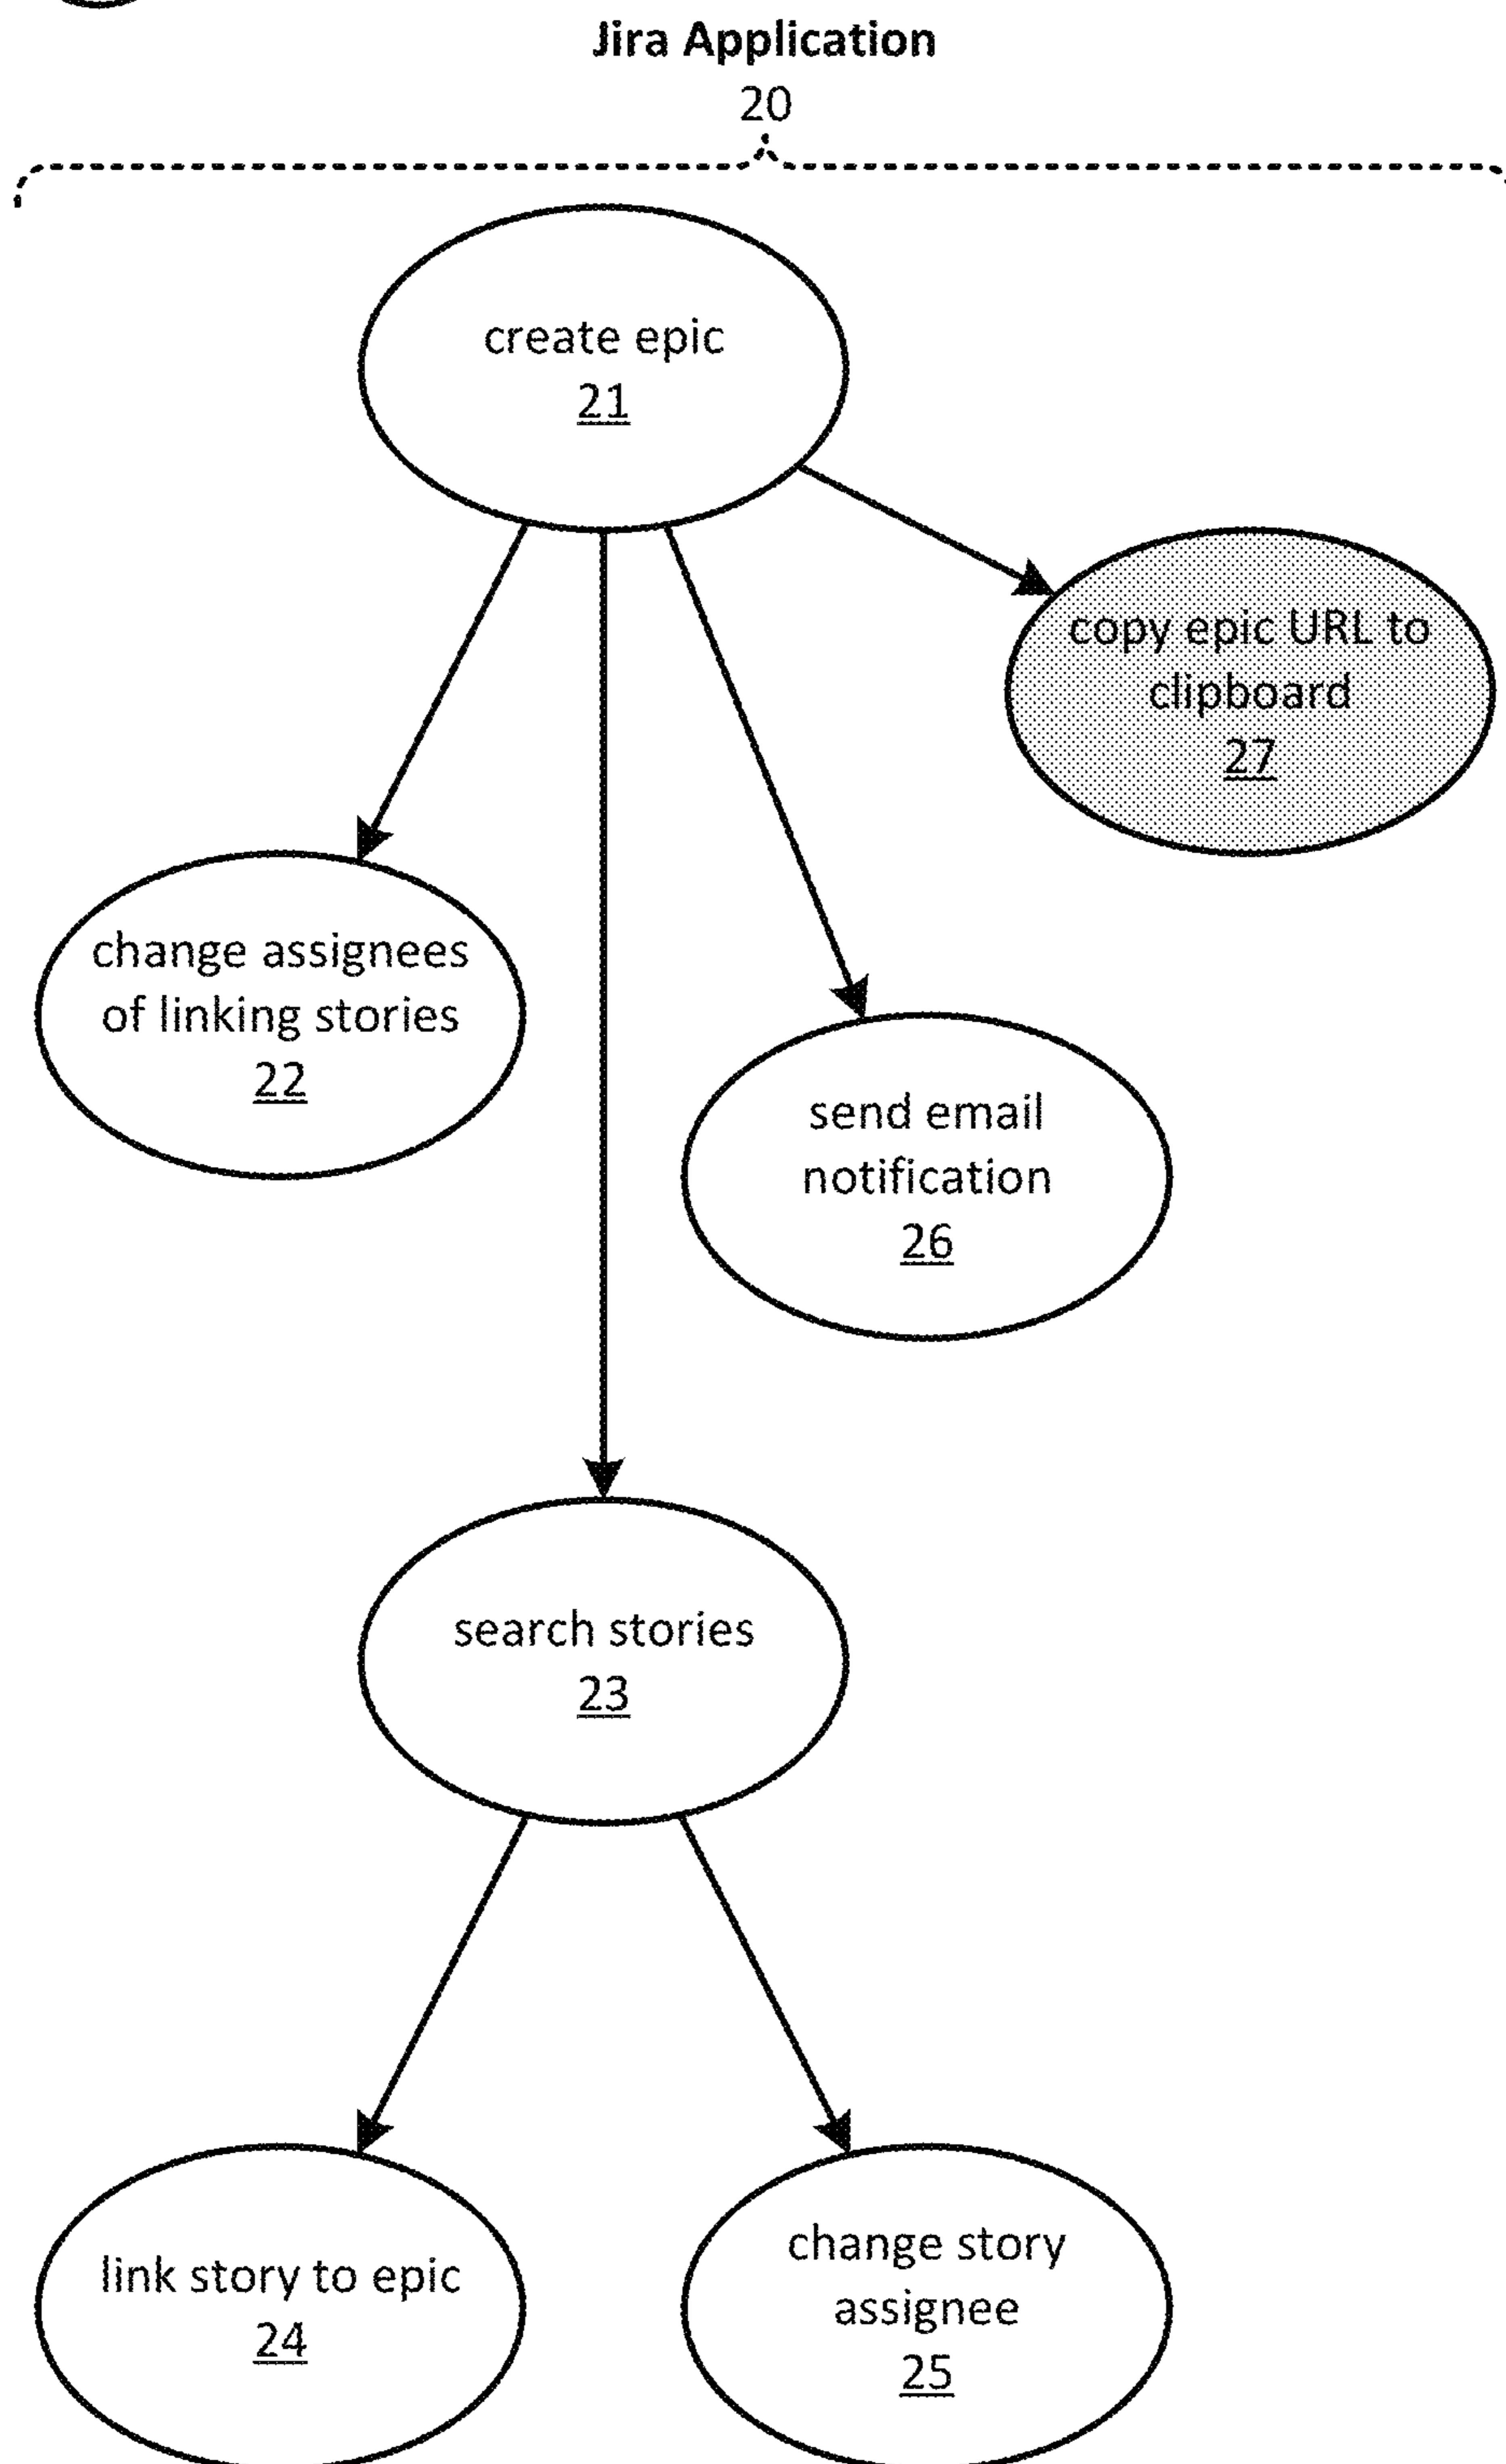 Jira Application
20
create epic
21
copy epic URL to
clipboard
27
change assignees
of linking stories
22
send email
notification
26
search stories
23
link story to epic
24
change story
assignee
25